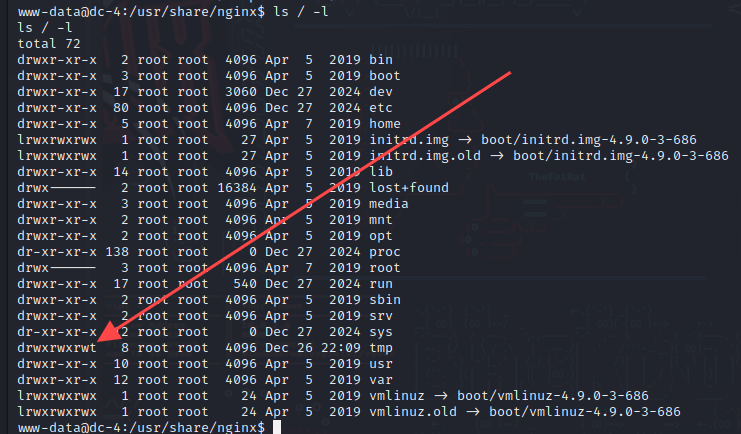 www-data@dc-4:/usr/share/nginx$ ls / -l
ls / -l
total 72
drwxr-xr-x   2 root root  4096 Apr  5  2019 bin
drwxr-xr-x   3 root root  4096 Apr  5  2019 boot
drwxr-xr-x  17 root root  3060 Dec 27  2024 dev
drwxr-xr-x  80 root root  4096 Dec 27  2024 etc
drwxr-xr-x   5 root root  4096 Apr  7  2019 home
lrwxrwxrwx   1 root root    27 Apr  5  2019 initrd.img -> boot/initrd.img-4.9.0-3-686
lrwxrwxrwx   1 root root    27 Apr  5  2019 initrd.img.old -> boot/initrd.img-4.9.0-3-686
drwxr-xr-x  14 root root  4096 Apr  5  2019 lib
drwx------   2 root root 16384 Apr  5  2019 lost+found
drwxr-xr-x   3 root root  4096 Apr  5  2019 media
drwxr-xr-x   2 root root  4096 Apr  5  2019 mnt
drwxr-xr-x   2 root root  4096 Apr  5  2019 opt
dr-xr-xr-x 138 root root     0 Dec 27  2024 proc
drwx------   3 root root  4096 Apr  7  2019 root
drwxr-xr-x  17 root root   540 Dec 27  2024 run
drwxr-xr-x   2 root root  4096 Apr  5  2019 sbin
drwxr-xr-x   2 root root  4096 Apr  5  2019 srv
dr-xr-xr-x  12 root root     0 Dec 27  2024 sys
drwxrwxrwt   8 root root  4096 Dec 26 22:09 tmp
drwxr-xr-x  10 root root  4096 Apr  5  2019 usr
drwxr-xr-x  12 root root  4096 Apr  5  2019 var
lrwxrwxrwx   1 root root    24 Apr  5  2019 vmlinuz -> boot/vmlinuz-4.9.0-3-686
lrwxrwxrwx   1 root root    24 Apr  5  2019 vmlinuz.old -> boot/vmlinuz-4.9.0-3-686
www-data@dc-4:/usr/share/nginx$